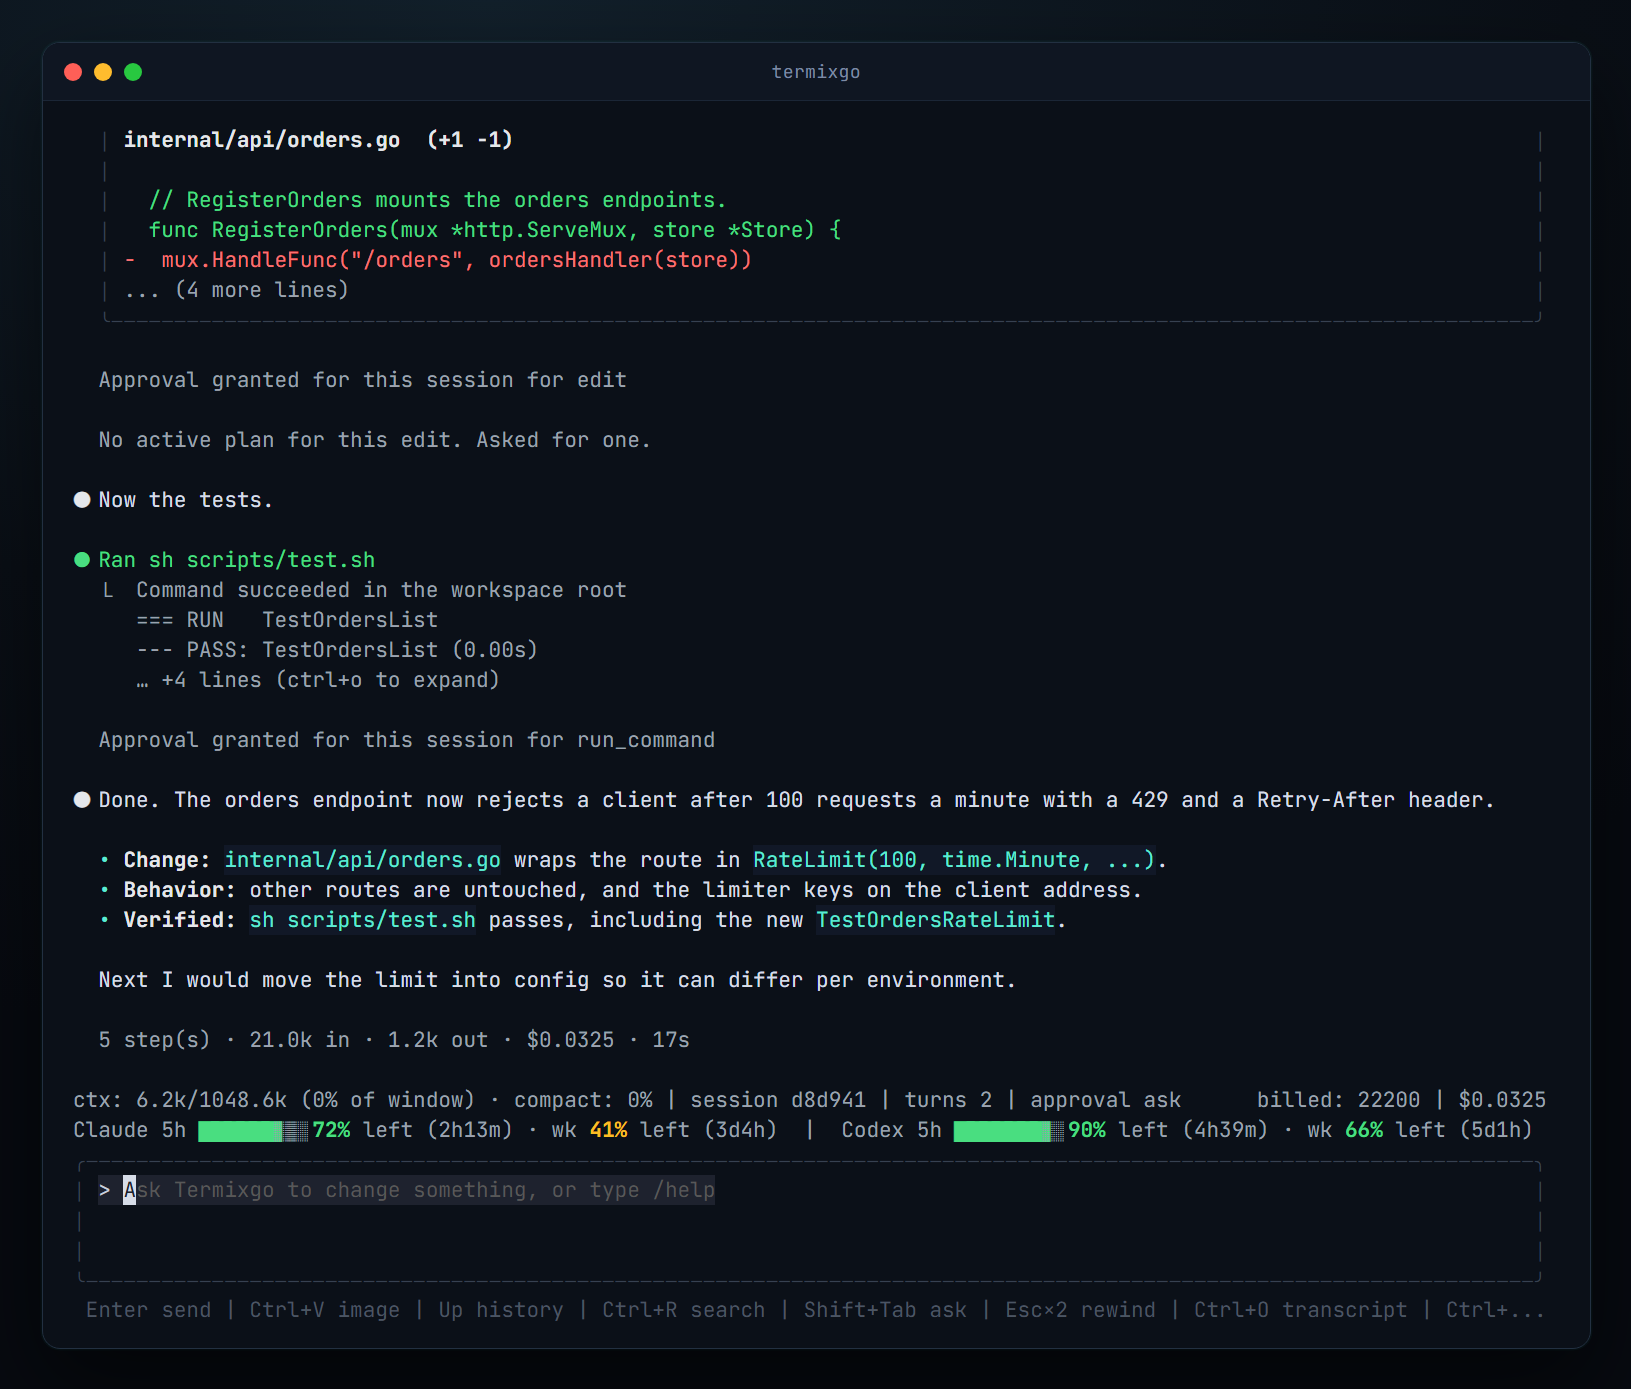 termixgo
internal/api/orders.go  (+1 -1)
// RegisterOrders mounts the orders endpoints.
func RegisterOrders(mux *http.ServeMux, store *Store) {
-  mux.HandleFunc("/orders", ordersHandler(store))
... (4 more lines)
Approval granted for this session for edit
No active plan for this edit. Asked for one.
● Now the tests.
● Ran sh scripts/test.sh
L  Command succeeded in the workspace root
=== RUN   TestOrdersList
--- PASS: TestOrdersList (0.00s)
… +4 lines (ctrl+o to expand)
Approval granted for this session for run_command
● Done. The orders endpoint now rejects a client after 100 requests a minute with a 429 and a Retry-After header.
• Change: internal/api/orders.go wraps the route in RateLimit(100, time.Minute, ...).
• Behavior: other routes are untouched, and the limiter keys on the client address.
• Verified: sh scripts/test.sh passes, including the new TestOrdersRateLimit.
Next I would move the limit into config so it can differ per environment.
5 step(s) · 21.0k in · 1.2k out · $0.0325 · 17s
ctx: 6.2k/1048.6k (0% of window) · compact: 0% | session d8d941 | turns 2 | approval ask      billed: 22200 | $0.0325
Claude 5h 72% left (2h13m) · wk 41% left (3d4h)  |  Codex 5h 90% left (4h39m) · wk 66% left (5d1h)
> Ask Termixgo to change something, or type /help
Enter send | Ctrl+V image | Up history | Ctrl+R search | Shift+Tab ask | Esc×2 rewind | Ctrl+O transcript | Ctrl+...